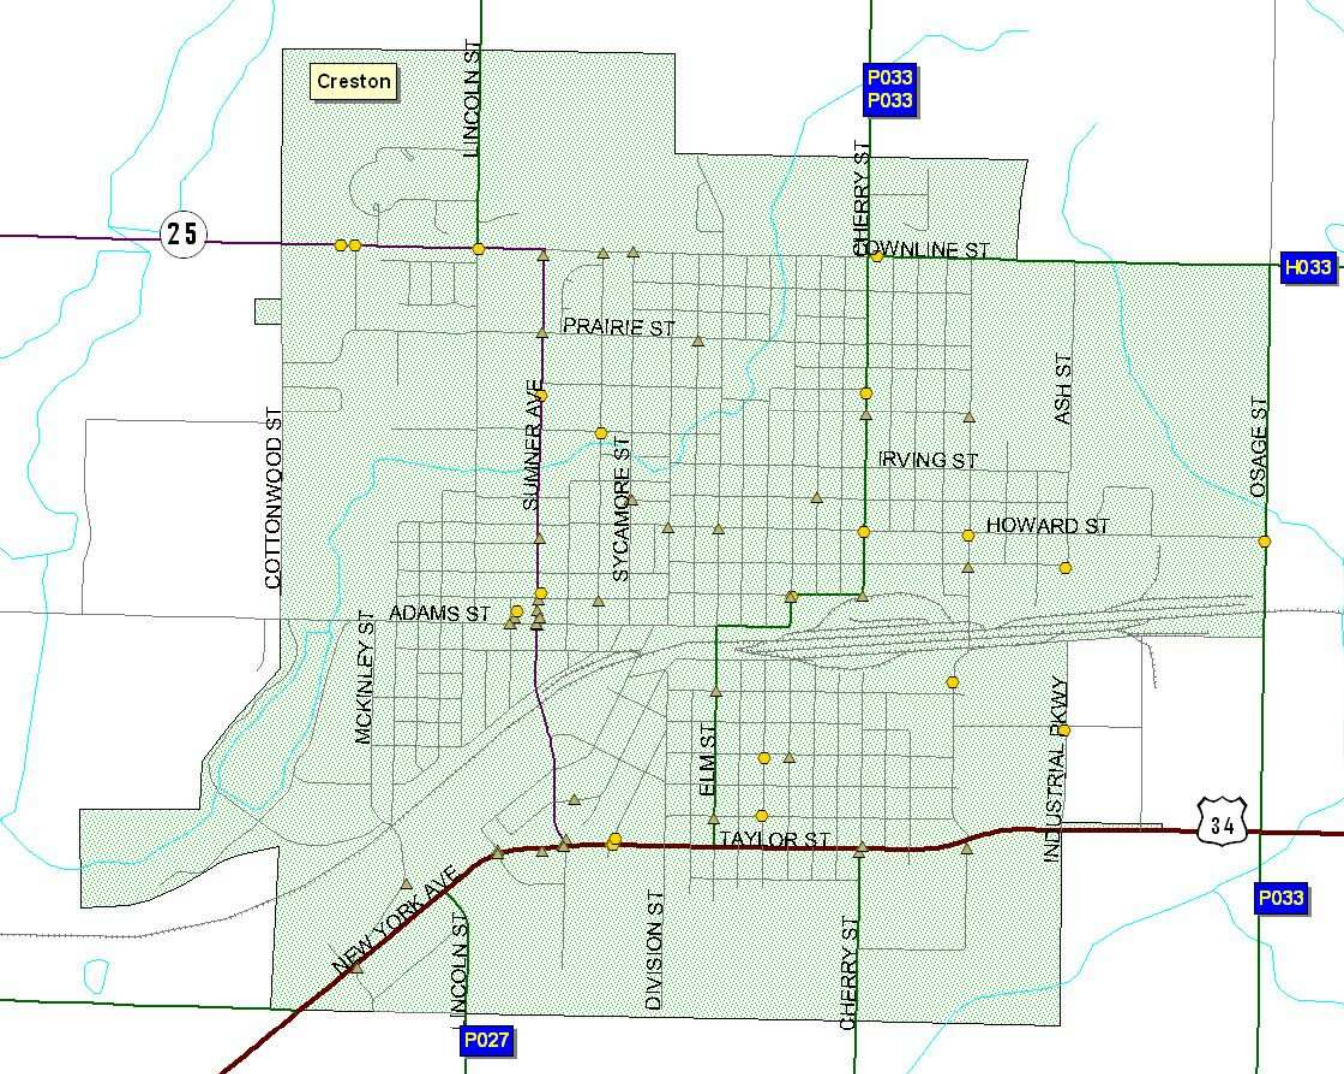 Creston
LINCOLN ST
P033
P033
CHERRY ST
25
TOWNLINE ST
H033
PRAIRIE ST
ASH ST
COTTONWOOD ST
SUMNER AVE
SYCAMORE ST
IRVING ST
OSAGE ST
HOWARD ST
ADAMS ST
MCKINLEY ST
ELM ST
INDUSTRIAL PKWY
TAYLOR ST
34
NEW YORK AVE
LINCOLN ST
DIVISION ST
CHERRY ST
P033
P027